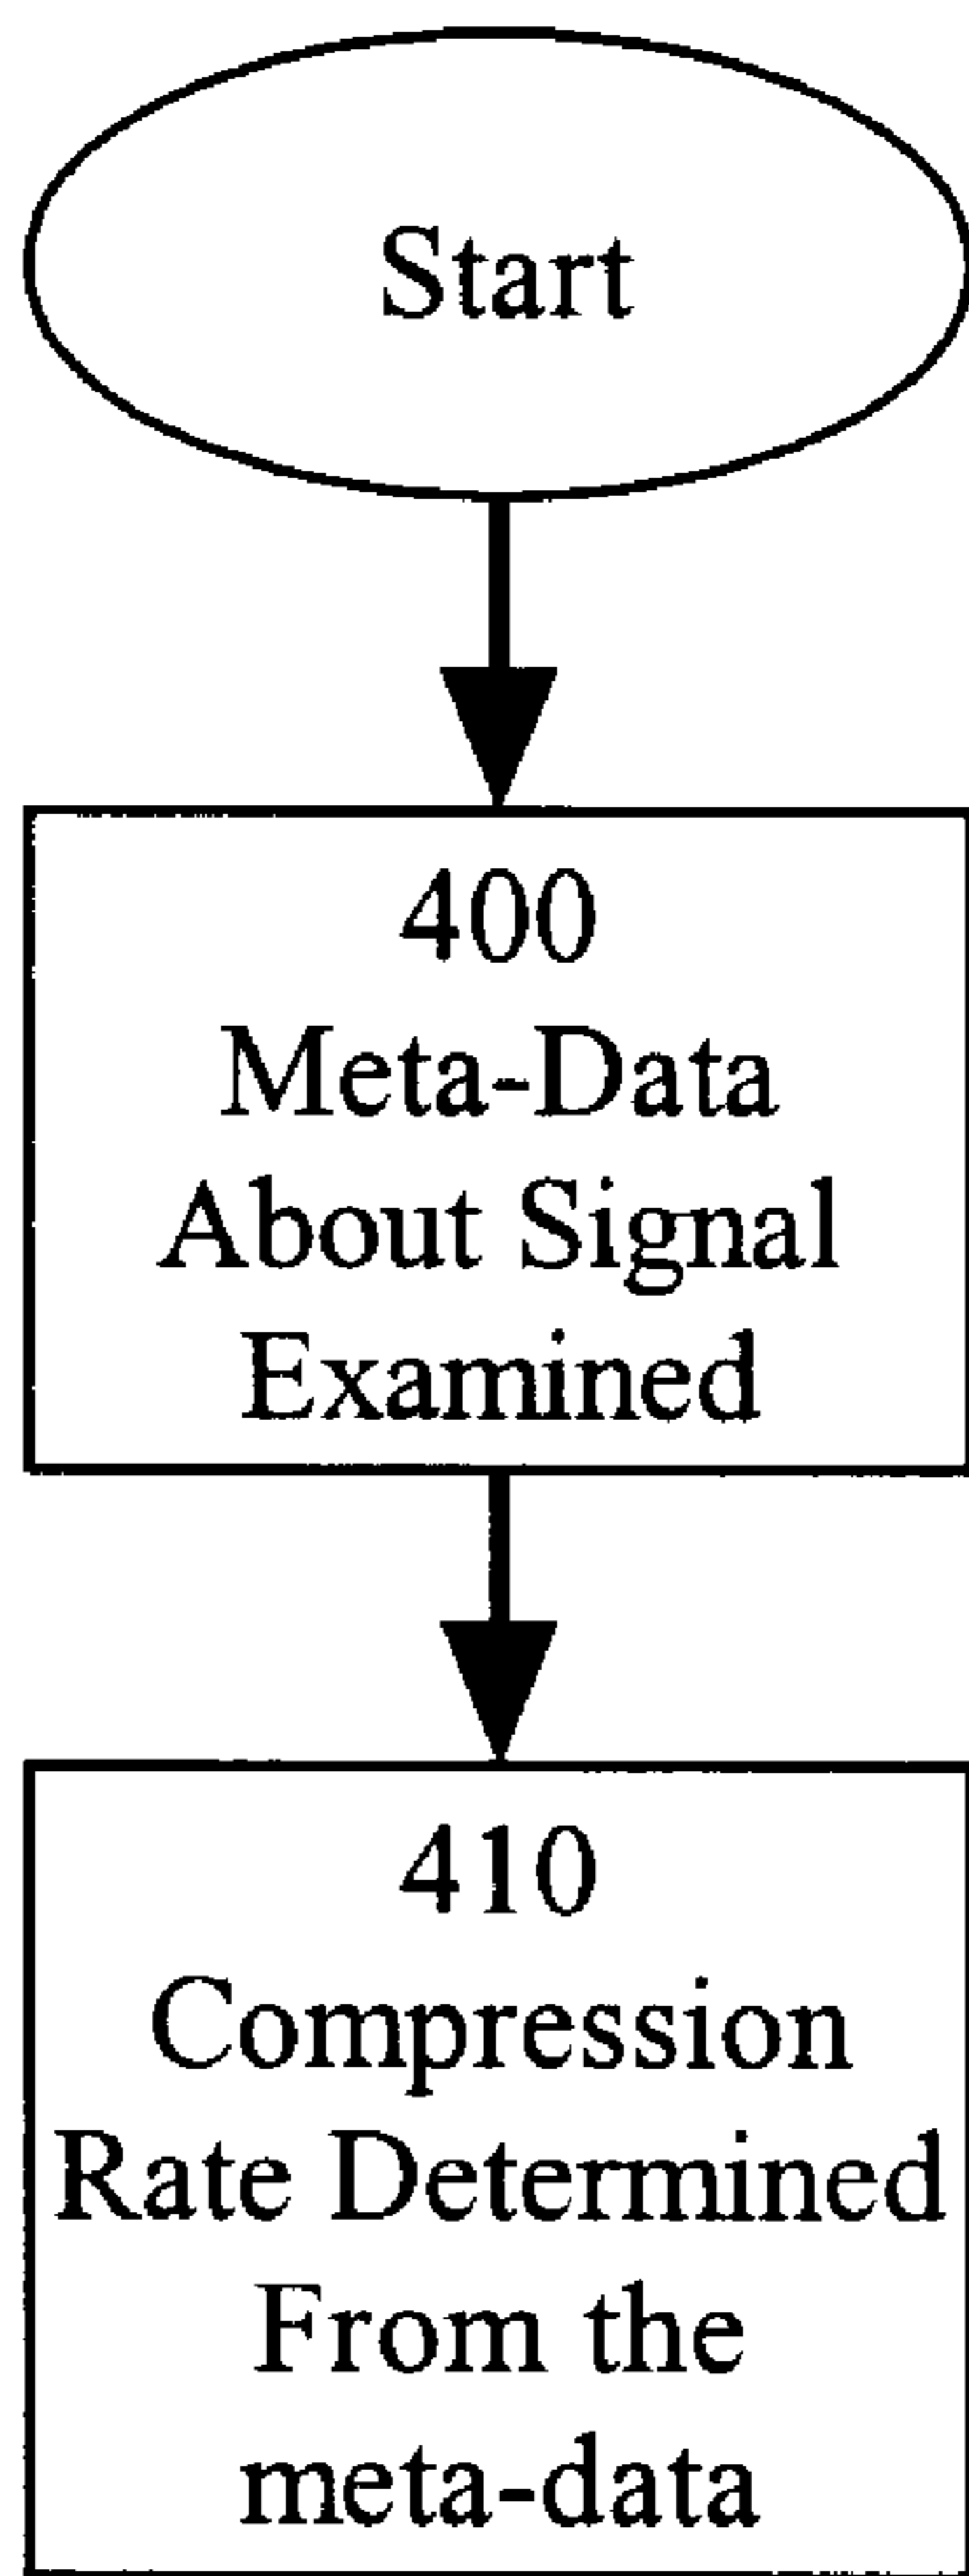 Start
400
Meta-Data
About Signal
Examined
410
Compression
Rate Determined
From the
meta-data